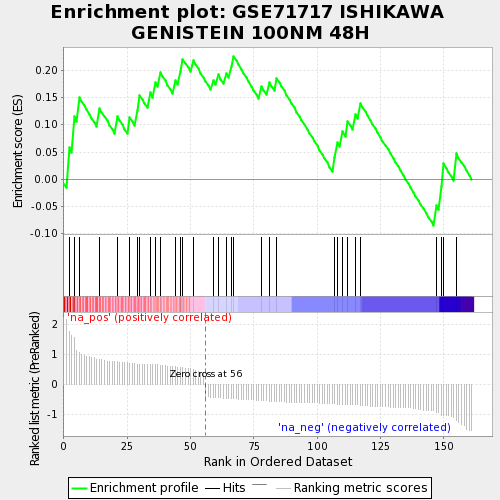 Enrichment plot: GSE71717 ISHIKAWA
GENISTEIN 100NM 48H
Enrichment score (ES)
0.20
0.15
0.10
0.05
0.00
-0.05
-0.10
'na_pos' (positively correlated)
Ranked list metric (PreRanked)
2
1
0
-1
Zero cross at 56
'na_neg' (negatively correlated)
0 25 50 75 100 125 150
Rank in Ordered Dataset
Enrichment profile Hits Ranking metric scores